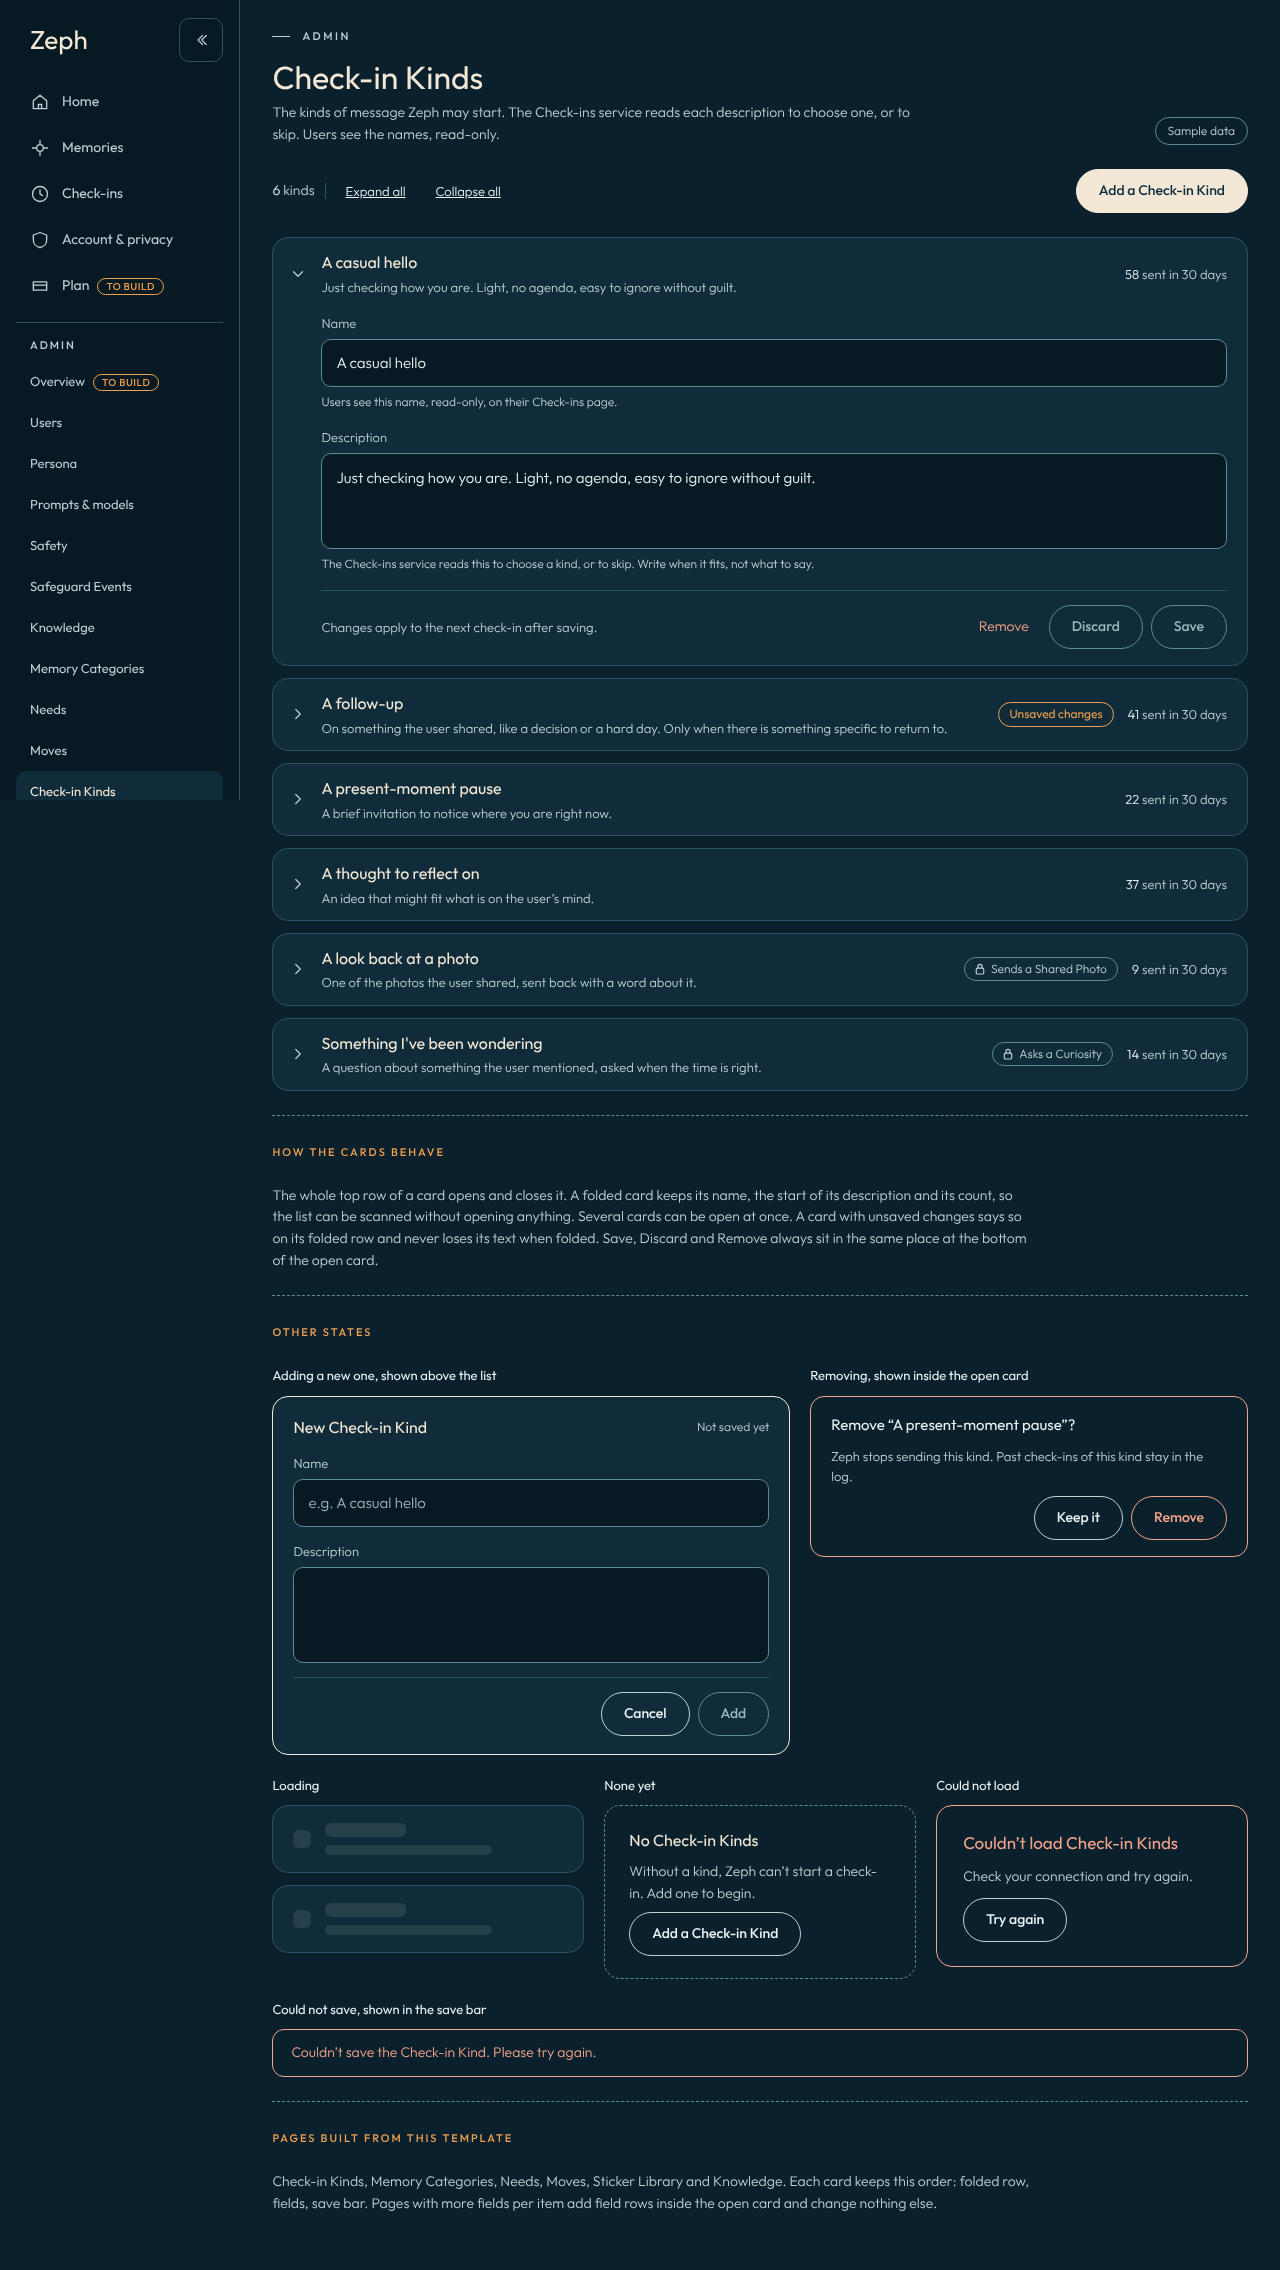 Zeph
Home
Memories
Check-ins
Account & privacy
Plan TO BUILD
ADMIN
Overview TO BUILD
Users
Persona
Prompts & models
Safety
Safeguard Events
Knowledge
Memory Categories
Needs
Moves
Check-in Kinds
ADMIN
Check-in Kinds
The kinds of message Zeph may start. The Check-ins service reads each description to choose one, or to
skip. Users see the names, read-only.
Sample data
6 kinds
Expand all
Collapse all
Add a Check-in Kind
A casual hello
Just checking how you are. Light, no agenda, easy to ignore without guilt.
58 sent in 30 days
Name
A casual hello
Users see this name, read-only, on their Check-ins page.
Description
Just checking how you are. Light, no agenda, easy to ignore without guilt.
The Check-ins service reads this to choose a kind, or to skip. Write when it fits, not what to say.
Changes apply to the next check-in after saving.
Remove
Discard
Save
A follow-up
On something the user shared, like a decision or a hard day. Only when there is something specific to return to.
Unsaved changes
41 sent in 30 days
A present-moment pause
A brief invitation to notice where you are right now.
22 sent in 30 days
A thought to reflect on
An idea that might fit what is on the user’s mind.
37 sent in 30 days
A look back at a photo
One of the photos the user shared, sent back with a word about it.
Sends a Shared Photo
9 sent in 30 days
Something I've been wondering
A question about something the user mentioned, asked when the time is right.
Asks a Curiosity
14 sent in 30 days
HOW THE CARDS BEHAVE
The whole top row of a card opens and closes it. A folded card keeps its name, the start of its description and its count, so
the list can be scanned without opening anything. Several cards can be open at once. A card with unsaved changes says so
on its folded row and never loses its text when folded. Save, Discard and Remove always sit in the same place at the bottom
of the open card.
OTHER STATES
Adding a new one, shown above the list
New Check-in Kind
Not saved yet
Name
e.g. A casual hello
Description
Cancel
Add
Removing, shown inside the open card
Remove “A present-moment pause”?
Zeph stops sending this kind. Past check-ins of this kind stay in the
log.
Keep it
Remove
Loading
None yet
No Check-in Kinds
Without a kind, Zeph can’t start a check-
in. Add one to begin.
Add a Check-in Kind
Could not load
Couldn’t load Check-in Kinds
Check your connection and try again.
Try again
Could not save, shown in the save bar
Couldn’t save the Check-in Kind. Please try again.
PAGES BUILT FROM THIS TEMPLATE
Check-in Kinds, Memory Categories, Needs, Moves, Sticker Library and Knowledge. Each card keeps this order: folded row,
fields, save bar. Pages with more fields per item add field rows inside the open card and change nothing else.